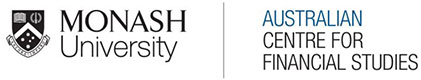 MONASH
University
AUSTRALIAN
CENTRE FOR
FINANCIAL STUDIES